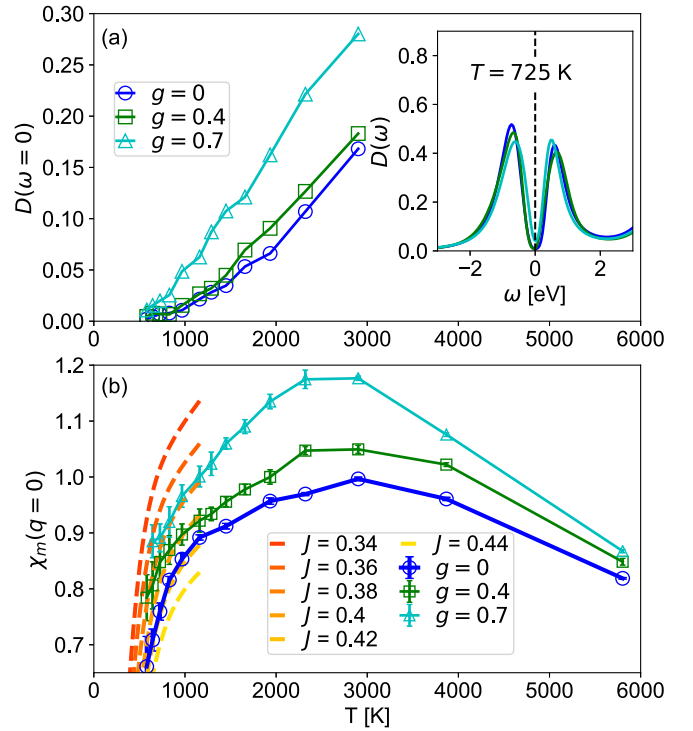 (a)
g = 0
g = 0.4
g = 0.7
D(ω = 0)
0.30
0.25
0.20
0.15
0.10
0.05
0.00
0 1000 2000 3000 4000 5000 6000
T = 725 K
D(ω)
0.8
0.6
0.4
0.2
0.0
−2 0 2
ω [eV]
(b)
χm(q = 0)
1.2
1.1
1.0
0.9
0.8
0.7
J = 0.34
J = 0.36
J = 0.38
J = 0.4
J = 0.42
J = 0.44
g = 0
g = 0.4
g = 0.7
0 1000 2000 3000 4000 5000 6000
T [K]